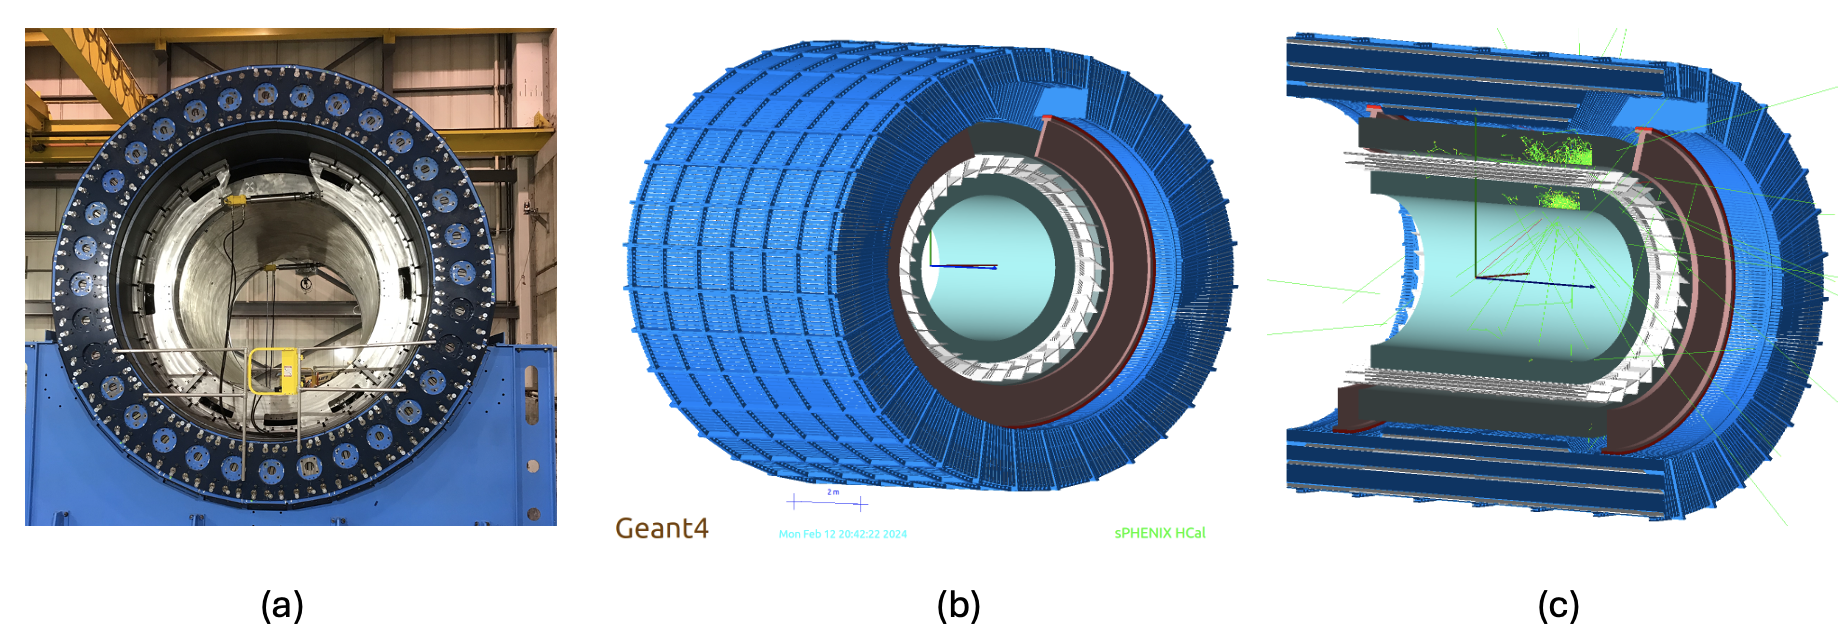 2 m
Geant4
Mon Feb 12 20:42:22 2024
sPHENIX HCal
(a)
(b)
(c)